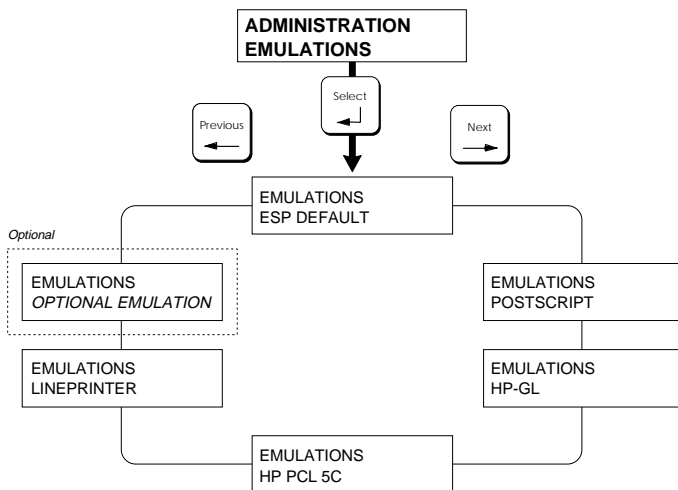 ADMINISTRATION
EMULATIONS
Select
Previous
Next
EMULATIONS
ESP DEFAULT
Optional
EMULATIONS
OPTIONAL EMULATION
EMULATIONS
POSTSCRIPT
EMULATIONS
LINEPRINTER
EMULATIONS
HP-GL
EMULATIONS
HP PCL 5C